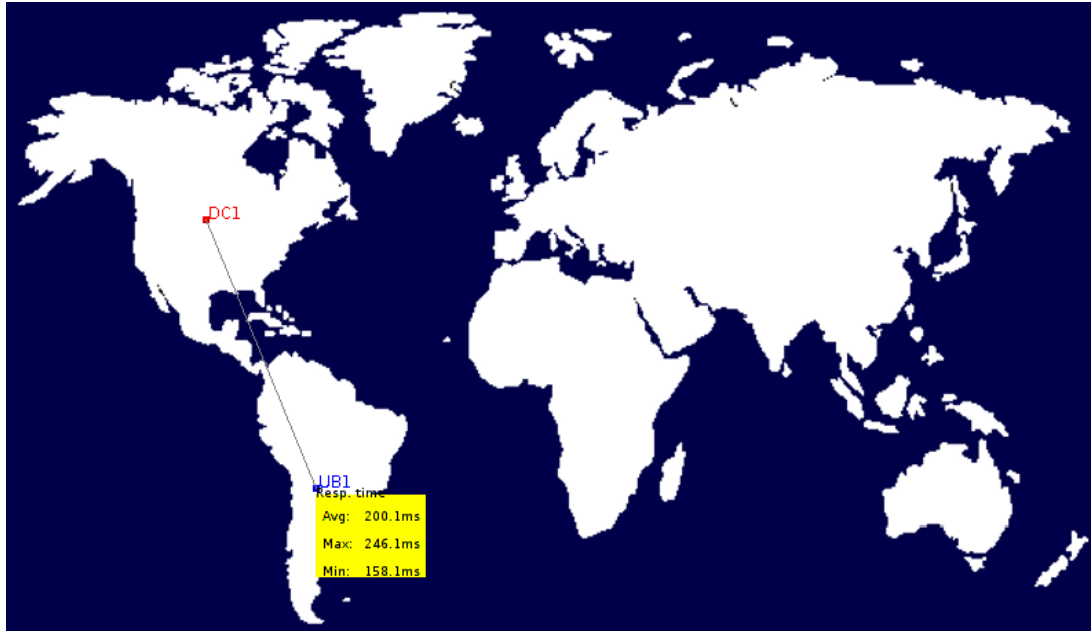 DC1
UB1
Resp. time
Avg: 200.1ms
Max: 246.1ms
Min: 158.1ms